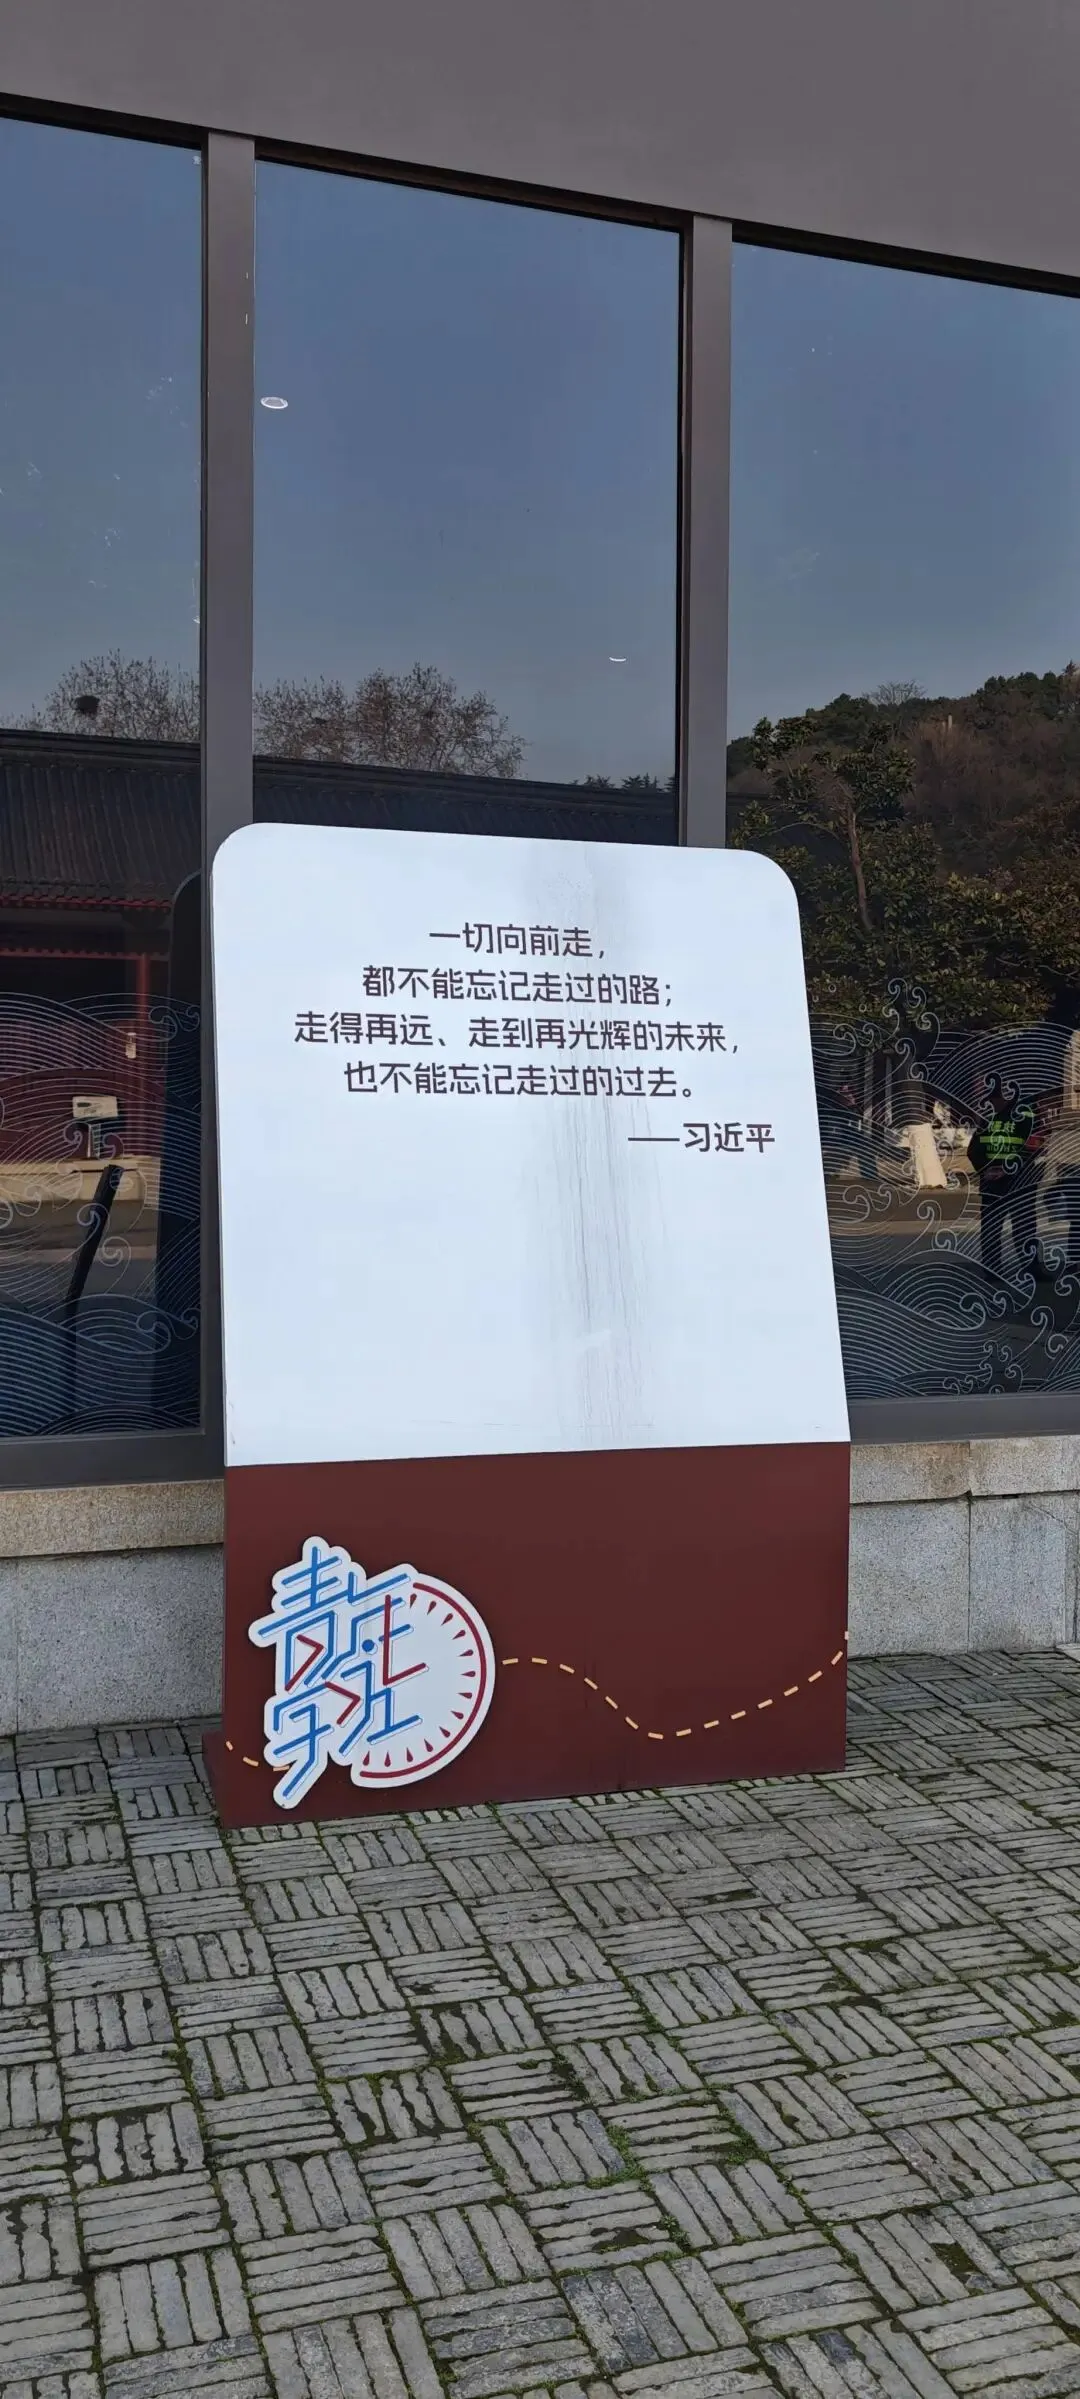 一切向前走，
都不能忘记走过的路；
走得再远、走到再光辉的未来，
也不能忘记走过的过去。
——习近平
青年
学习社